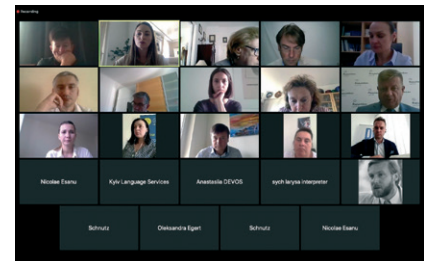 Recording
Nicolae Esanu
Kyiv Language Services
Anastasiia DEVOS
sych larysa interpreter
Schnutz
Oleksandra Egert
Schnutz
Nicolae Esanu